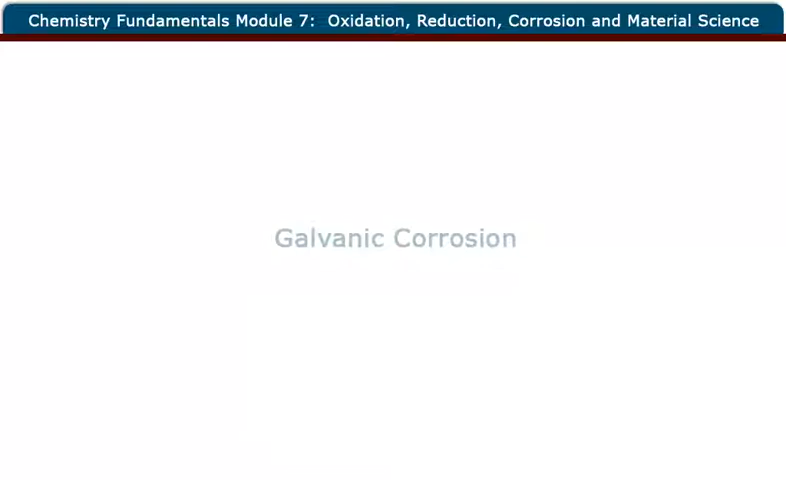 Chemistry Fundamentals Module 7: Oxidation, Reduction, Corrosion and Material Science
Galvanic Corrosion